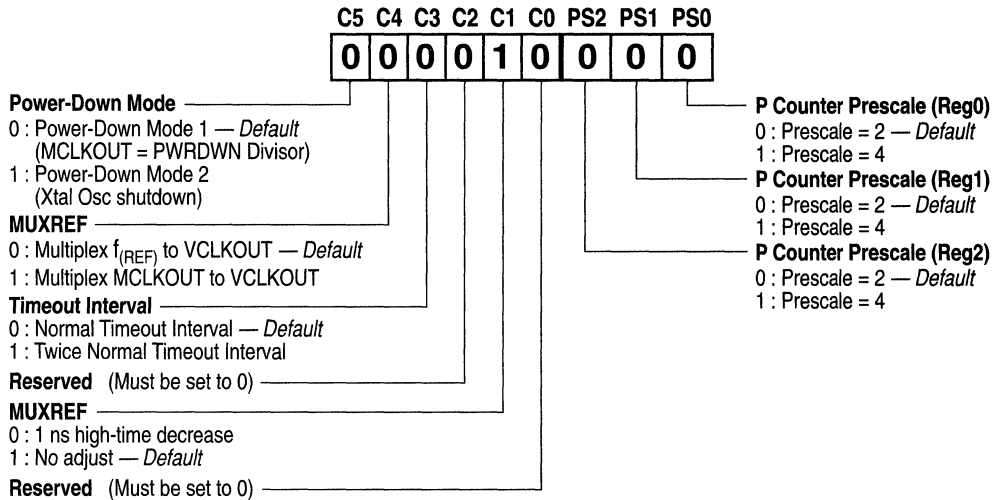 C5 C4 C3 C2 C1 C0 PS2 PS1 PS0
0 0 0 0 1 0 0 0 0
Power-Down Mode
0 : Power-Down Mode 1 — Default
(MCLKOUT = PWRDWN Divisor)
1 : Power-Down Mode 2
(Xtal Osc shutdown)
MUXREF
0 : Multiplex f(REF) to VCLKOUT — Default
1 : Multiplex MCLKOUT to VCLKOUT
Timeout Interval
0 : Normal Timeout Interval — Default
1 : Twice Normal Timeout Interval
Reserved (Must be set to 0)
MUXREF
0 : 1 ns high-time decrease
1 : No adjust — Default
Reserved (Must be set to 0)
P Counter Prescale (Reg0)
0 : Prescale = 2 — Default
1 : Prescale = 4
P Counter Prescale (Reg1)
0 : Prescale = 2 — Default
1 : Prescale = 4
P Counter Prescale (Reg2)
0 : Prescale = 2 — Default
1 : Prescale = 4